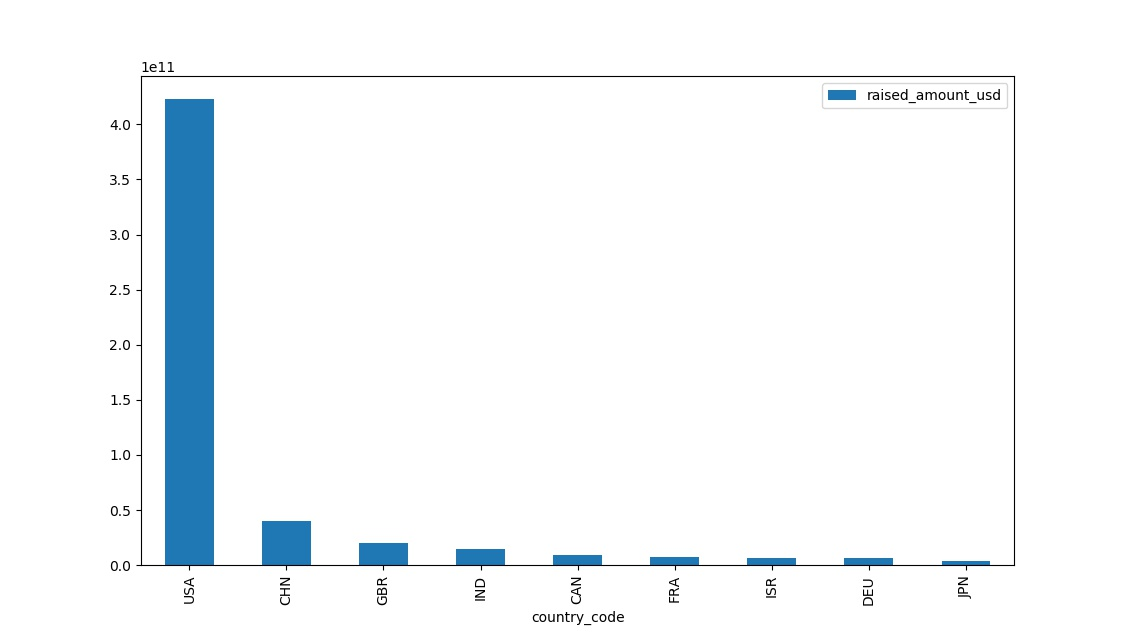 1e11
raised_amount_usd
4.0
3.5
3.0
2.5
2.0
1.5
1.0
0.5
0.0
USA
CHN
GBR
IND
CAN
FRA
ISR
DEU
JPN
country_code